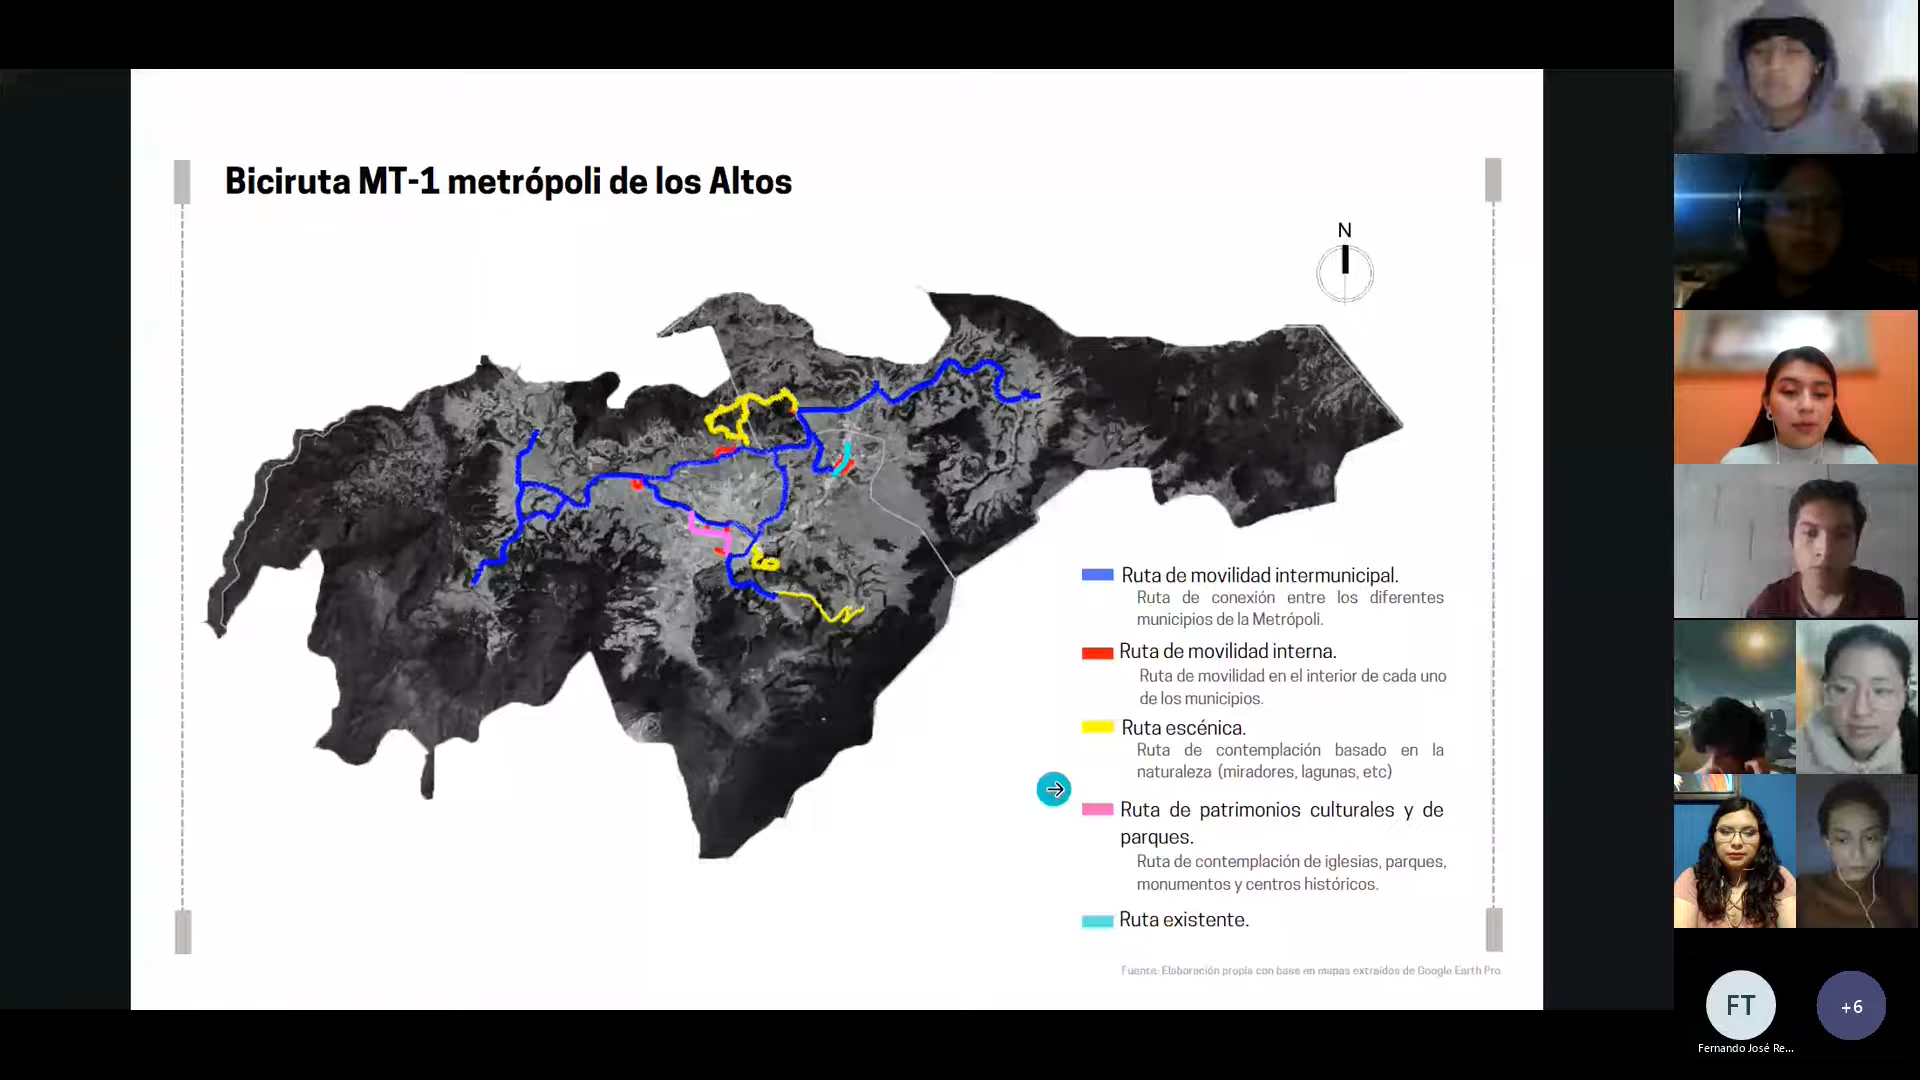 Biciruta MT-1 metrópoli de los Altos
N
Ruta de movilidad intermunicipal.
Ruta de conexión entre los diferentes
municipios de la Metrópoli.
Ruta de movilidad interna.
Ruta de movilidad en el interior de cada uno
de los municipios.
Ruta escénica.
Ruta de contemplación basado en la
naturaleza (miradores, lagunas, etc)
Ruta de patrimonios culturales y de
parques.
Ruta de contemplación de iglesias, parques,
monumentos y centros históricos.
Ruta existente.
Fuente: Elaboración propia con base en mapas extraídos de Google Earth Pro.
FT
+6
Fernando José Re...